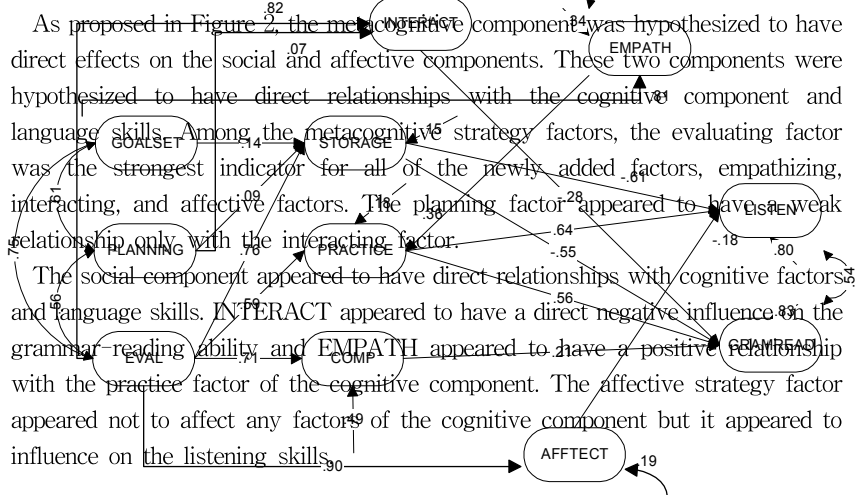 As proposed in Figure 2, the metacognitive component was hypothesized to have
direct effects on the social and affective components. These two components were
hypothesized to have direct relationships with the cognitive component and
language skills. Among the metacognitive strategy factors, the evaluating factor
was the strongest indicator for all of the newly added factors, empathizing,
interacting, and affective factors. The planning factor appeared to have a weak
relationship only with the interacting factor.
The social component appeared to have direct relationships with cognitive factors
and language skills. INTERACT appeared to have a direct negative influence in the
grammar-reading ability and EMPATH appeared to have a positive relationship
with the practice factor of the cognitive component. The affective strategy factor
appeared not to affect any factors of the cognitive component but it appeared to
influence on the listening skills.
.82
INTERACT
.34
.07
EMPATH
.81
GOALSET
.14
STORAGE
.15
.61
.09
.18
.36
.28
-.61
LISTEN
PLANNING
.76
PRACTICE
.64
-.55
-.18
.80
.54
.56
.59
.56
.83
EVAL
.71
COMP
.21
GRAMREAD
.49
.90
AFFTECT
.19